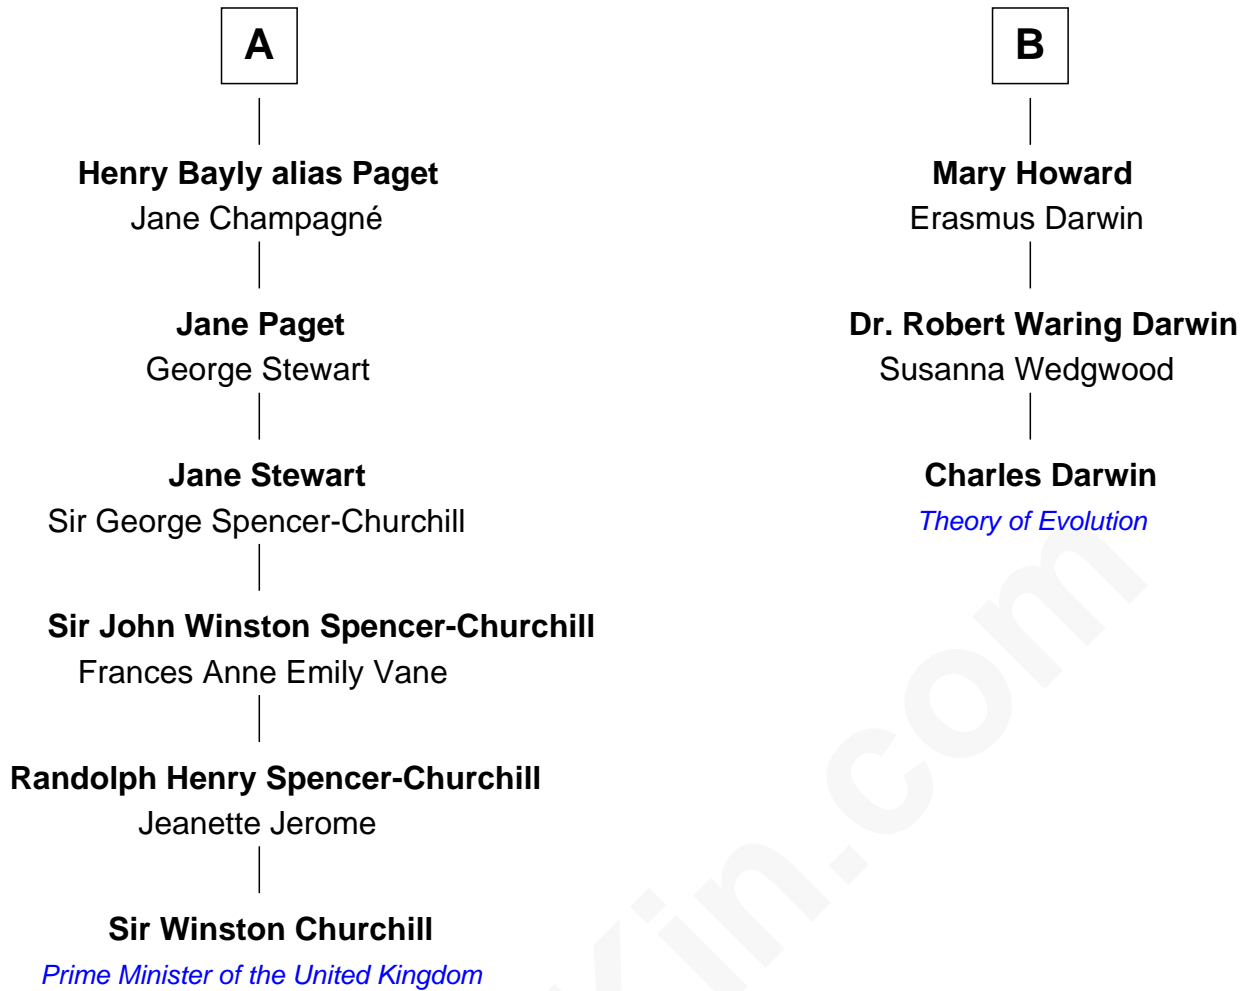 A
Henry Bayly alias Paget
Jane Champagné
Jane Paget
George Stewart
Jane Stewart
Sir George Spencer-Churchill
Sir John Winston Spencer-Churchill
Frances Anne Emily Vane
Randolph Henry Spencer-Churchill
Jeanette Jerome
Sir Winston Churchill
Prime Minister of the United Kingdom
B
Mary Howard
Erasmus Darwin
Dr. Robert Waring Darwin
Susanna Wedgwood
Charles Darwin
Theory of Evolution
Kin.com